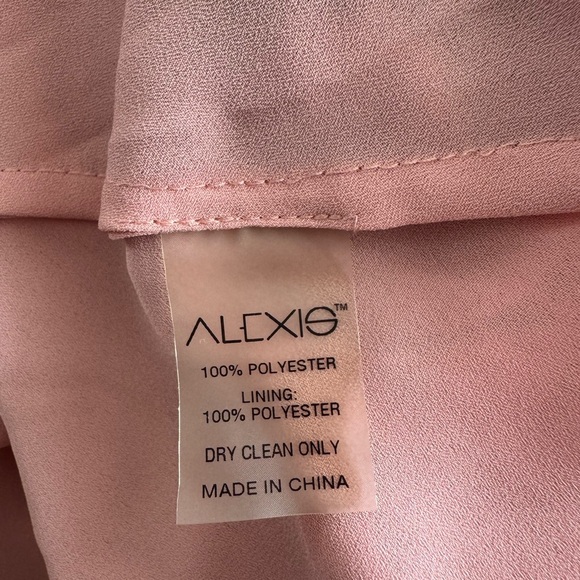 ALEXIS™
100% POLYESTER
LINING:
100% POLYESTER
DRY CLEAN ONLY
MADE IN CHINA